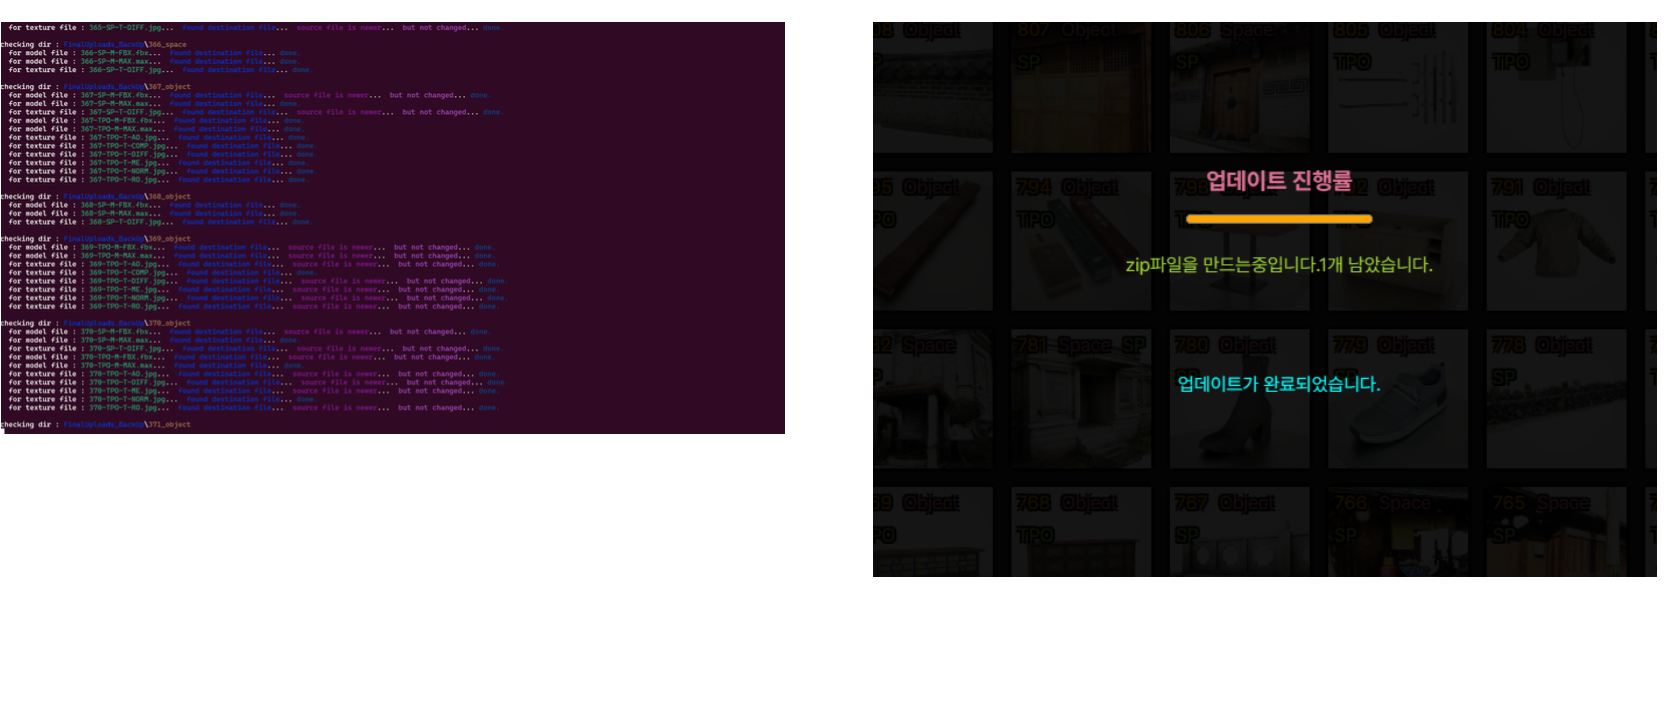 for texture file : 365-SP-T-DIFF.jpg... found destination file... source file is newer... but not changed... done.
checking dir : FinalUploads_BackUp\366_space
for model file : 366-SP-M-FBX.fbx... found destination file... done.
for model file : 366-SP-M-MAX.max... found destination file... done.
for texture file : 366-SP-T-DIFF.jpg... found destination file... done.
checking dir : FinalUploads_BackUp\367_object
for model file : 367-SP-M-FBX.fbx... found destination file... source file is newer... but not changed... done.
for model file : 367-SP-M-MAX.max... found destination file... done.
for texture file : 367-SP-T-DIFF.jpg... found destination file... source file is newer... but not changed... done.
for model file : 367-TPO-M-FBX.fbx... found destination file... done.
for model file : 367-TPO-M-MAX.max... found destination file... done.
for texture file : 367-TPO-T-AO.jpg... found destination file... done.
for texture file : 367-TPO-T-COMP.jpg... found destination file... done.
for texture file : 367-TPO-T-DIFF.jpg... found destination file... done.
for texture file : 367-TPO-T-ME.jpg... found destination file... done.
for texture file : 367-TPO-T-NORM.jpg... found destination file... done.
for texture file : 367-TPO-T-RO.jpg... found destination file... done.
checking dir : FinalUploads_BackUp\368_object
for model file : 368-SP-M-FBX.fbx... found destination file... done.
for model file : 368-SP-M-MAX.max... found destination file... done.
for texture file : 368-SP-T-DIFF.jpg... found destination file... done.
checking dir : FinalUploads_BackUp\369_object
for model file : 369-TPO-M-FBX.fbx... found destination file... source file is newer... but not changed... done.
for model file : 369-TPO-M-MAX.max... found destination file... source file is newer... but not changed... done.
for texture file : 369-TPO-T-AO.jpg... found destination file... source file is newer... but not changed... done.
for texture file : 369-TPO-T-COMP.jpg... found destination file... done.
for texture file : 369-TPO-T-DIFF.jpg... found destination file... source file is newer... but not changed... done.
for texture file : 369-TPO-T-ME.jpg... found destination file... source file is newer... but not changed... done.
for texture file : 369-TPO-T-NORM.jpg... found destination file... source file is newer... but not changed... done.
for texture file : 369-TPO-T-RO.jpg... found destination file... source file is newer... but not changed... done.
checking dir : FinalUploads_BackUp\370_object
for model file : 370-SP-M-FBX.fbx... found destination file... source file is newer... but not changed... done.
for model file : 370-SP-M-MAX.max... found destination file... done.
for texture file : 370-SP-T-DIFF.jpg... found destination file... source file is newer... but not changed... done.
for model file : 370-TPO-M-FBX.fbx... found destination file... source file is newer... but not changed... done.
for model file : 370-TPO-M-MAX.max... found destination file... done.
for texture file : 370-TPO-T-AO.jpg... found destination file... source file is newer... but not changed... done.
for texture file : 370-TPO-T-DIFF.jpg... found destination file... source file is newer... but not changed... done.
for texture file : 370-TPO-T-ME.jpg... found destination file... source file is newer... but not changed... done.
for texture file : 370-TPO-T-NORM.jpg... found destination file... done.
for texture file : 370-TPO-T-RO.jpg... found destination file... source file is newer... but not changed... done.
checking dir : FinalUploads_BackUp\371_object
Object 807 Object 806 Space 805 Object 804 Object
SP SP TPO TPO
업데이트 진행률
Object 794 Object 791 Object
TPO TPO
zip파일을 만드는중입니다.1개 남았습니다.
Space 781 Space SP 780 Object 779 Object 778 Object
SP SP
업데이트가 완료되었습니다.
Object 768 Object 787 Object 766 Space 765 Space
TPO SP SP SP